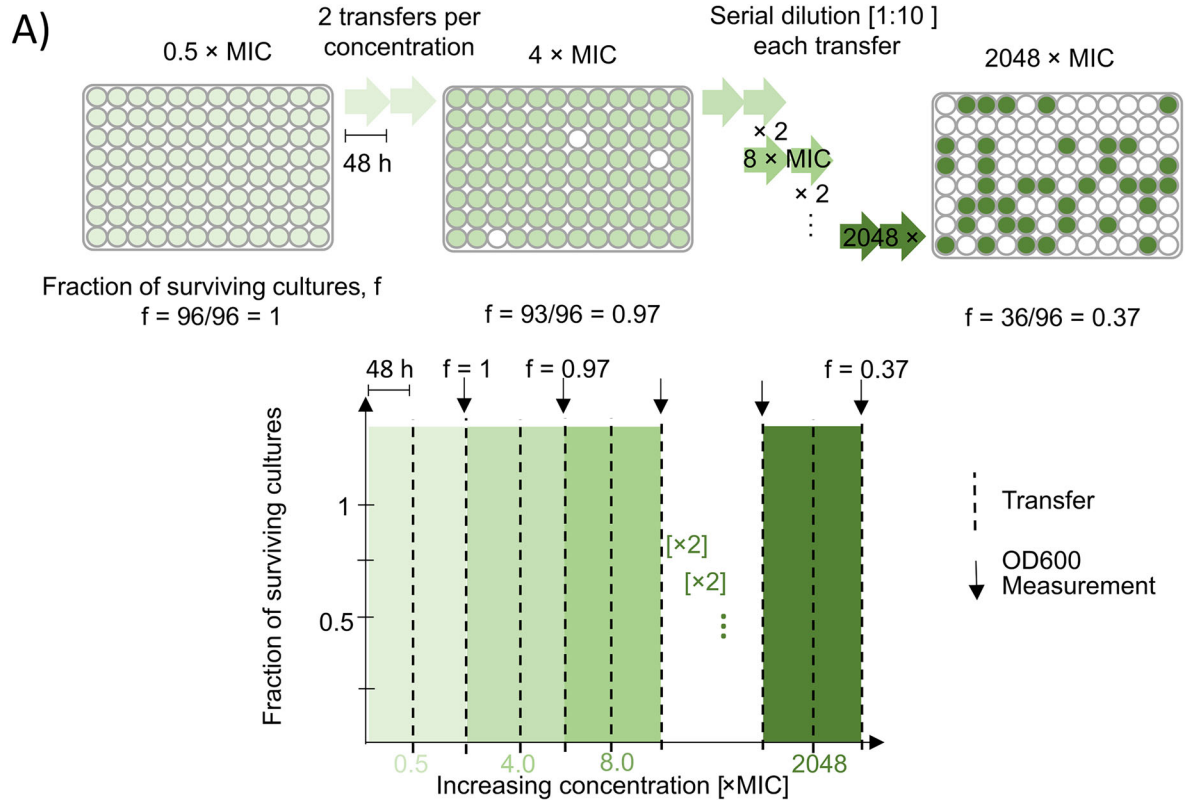 A)
2 transfers per
concentration
Serial dilution [1:10 ]
each transfer
0.5 × MIC
4 × MIC
2048 × MIC
48 h
× 2
8 × MIC
× 2
⋮
2048 ×
Fraction of surviving cultures, f
f = 96/96 = 1
f = 93/96 = 0.97
f = 36/96 = 0.37
48 h
f = 1
f = 0.97
f = 0.37
Fraction of surviving cultures
1
0.5
[×2]
[×2]
⋮
Transfer
OD600
Measurement
0.5
4.0
8.0
2048
Increasing concentration [×MIC]